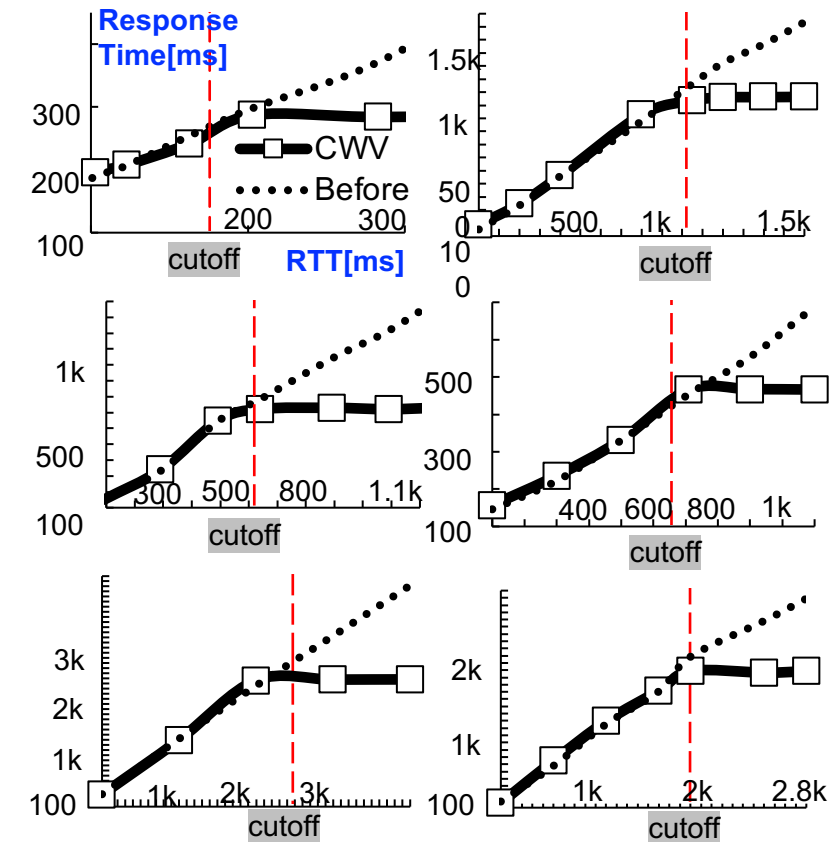 Response
Time[ms]
300
200
100
CWV
Before
200
300
cutoff
RTT[ms]
1.5k
1k
50
0
10
0
500
1k
1.5k
cutoff
1k
500
100
300
500
800
1.1k
cutoff
500
300
100
400
600
800
1k
cutoff
3k
2k
1k
100
1k
2k
3k
cutoff
2k
1k
100
1k
2k
2.8k
cutoff